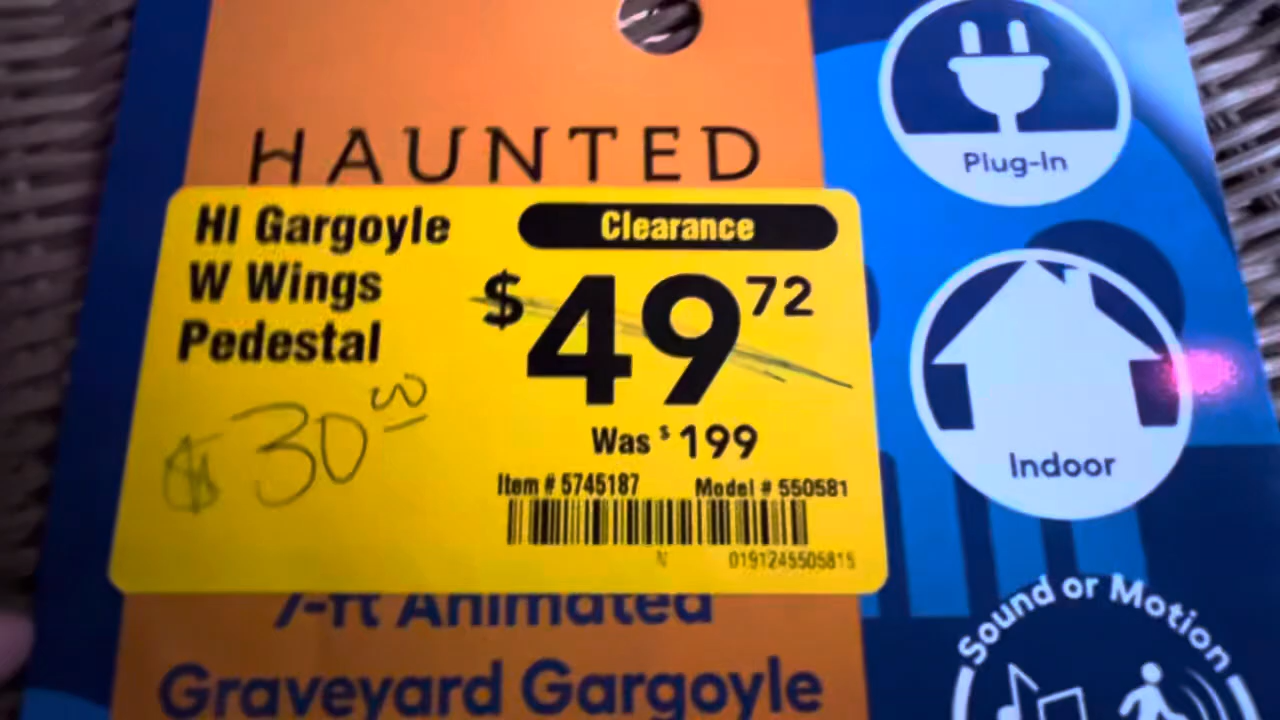 HAUNTED
Plug-In
HI Gargoyle
W Wings
Pedestal
Clearance
$49 72
$30 00
Was $199
Item # 5745187 Model # 550581
N 0191245505815
Indoor
7-ft Animated
Graveyard Gargoyle
Sound or Motion